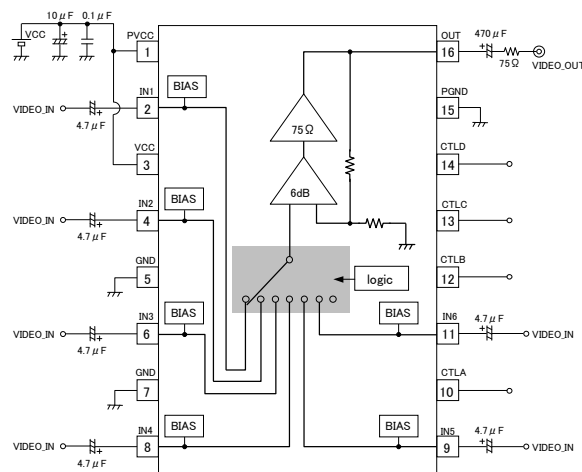 10μF 0.1μF
VCC
PVCC
1
BIAS
IN1
VIDEO_IN
2
4.7μF
VCC
3
BIAS
IN2
VIDEO_IN
4
4.7μF
GND
5
BIAS
IN3
VIDEO_IN
6
4.7μF
GND
7
BIAS
IN4
VIDEO_IN
8
4.7μF
75Ω
6dB
logic
OUT
16
470μF
75Ω
VIDEO_OUT
PGND
15
CTLD
14
CTLC
13
CTLB
12
BIAS
IN6
11
4.7μF
VIDEO_IN
CTLA
10
BIAS
IN5
9
4.7μF
VIDEO_IN